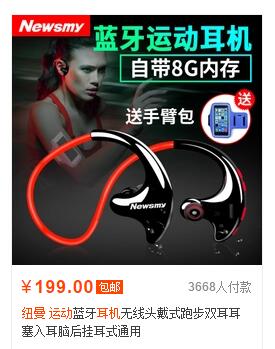 Newsmy
蓝牙运动耳机
自带8G内存
送手臂包
送
Newsmy
¥199.00 包邮 3668人付款
纽曼 运动蓝牙耳机无线头戴式跑步双耳耳
塞入耳脑后挂耳式通用